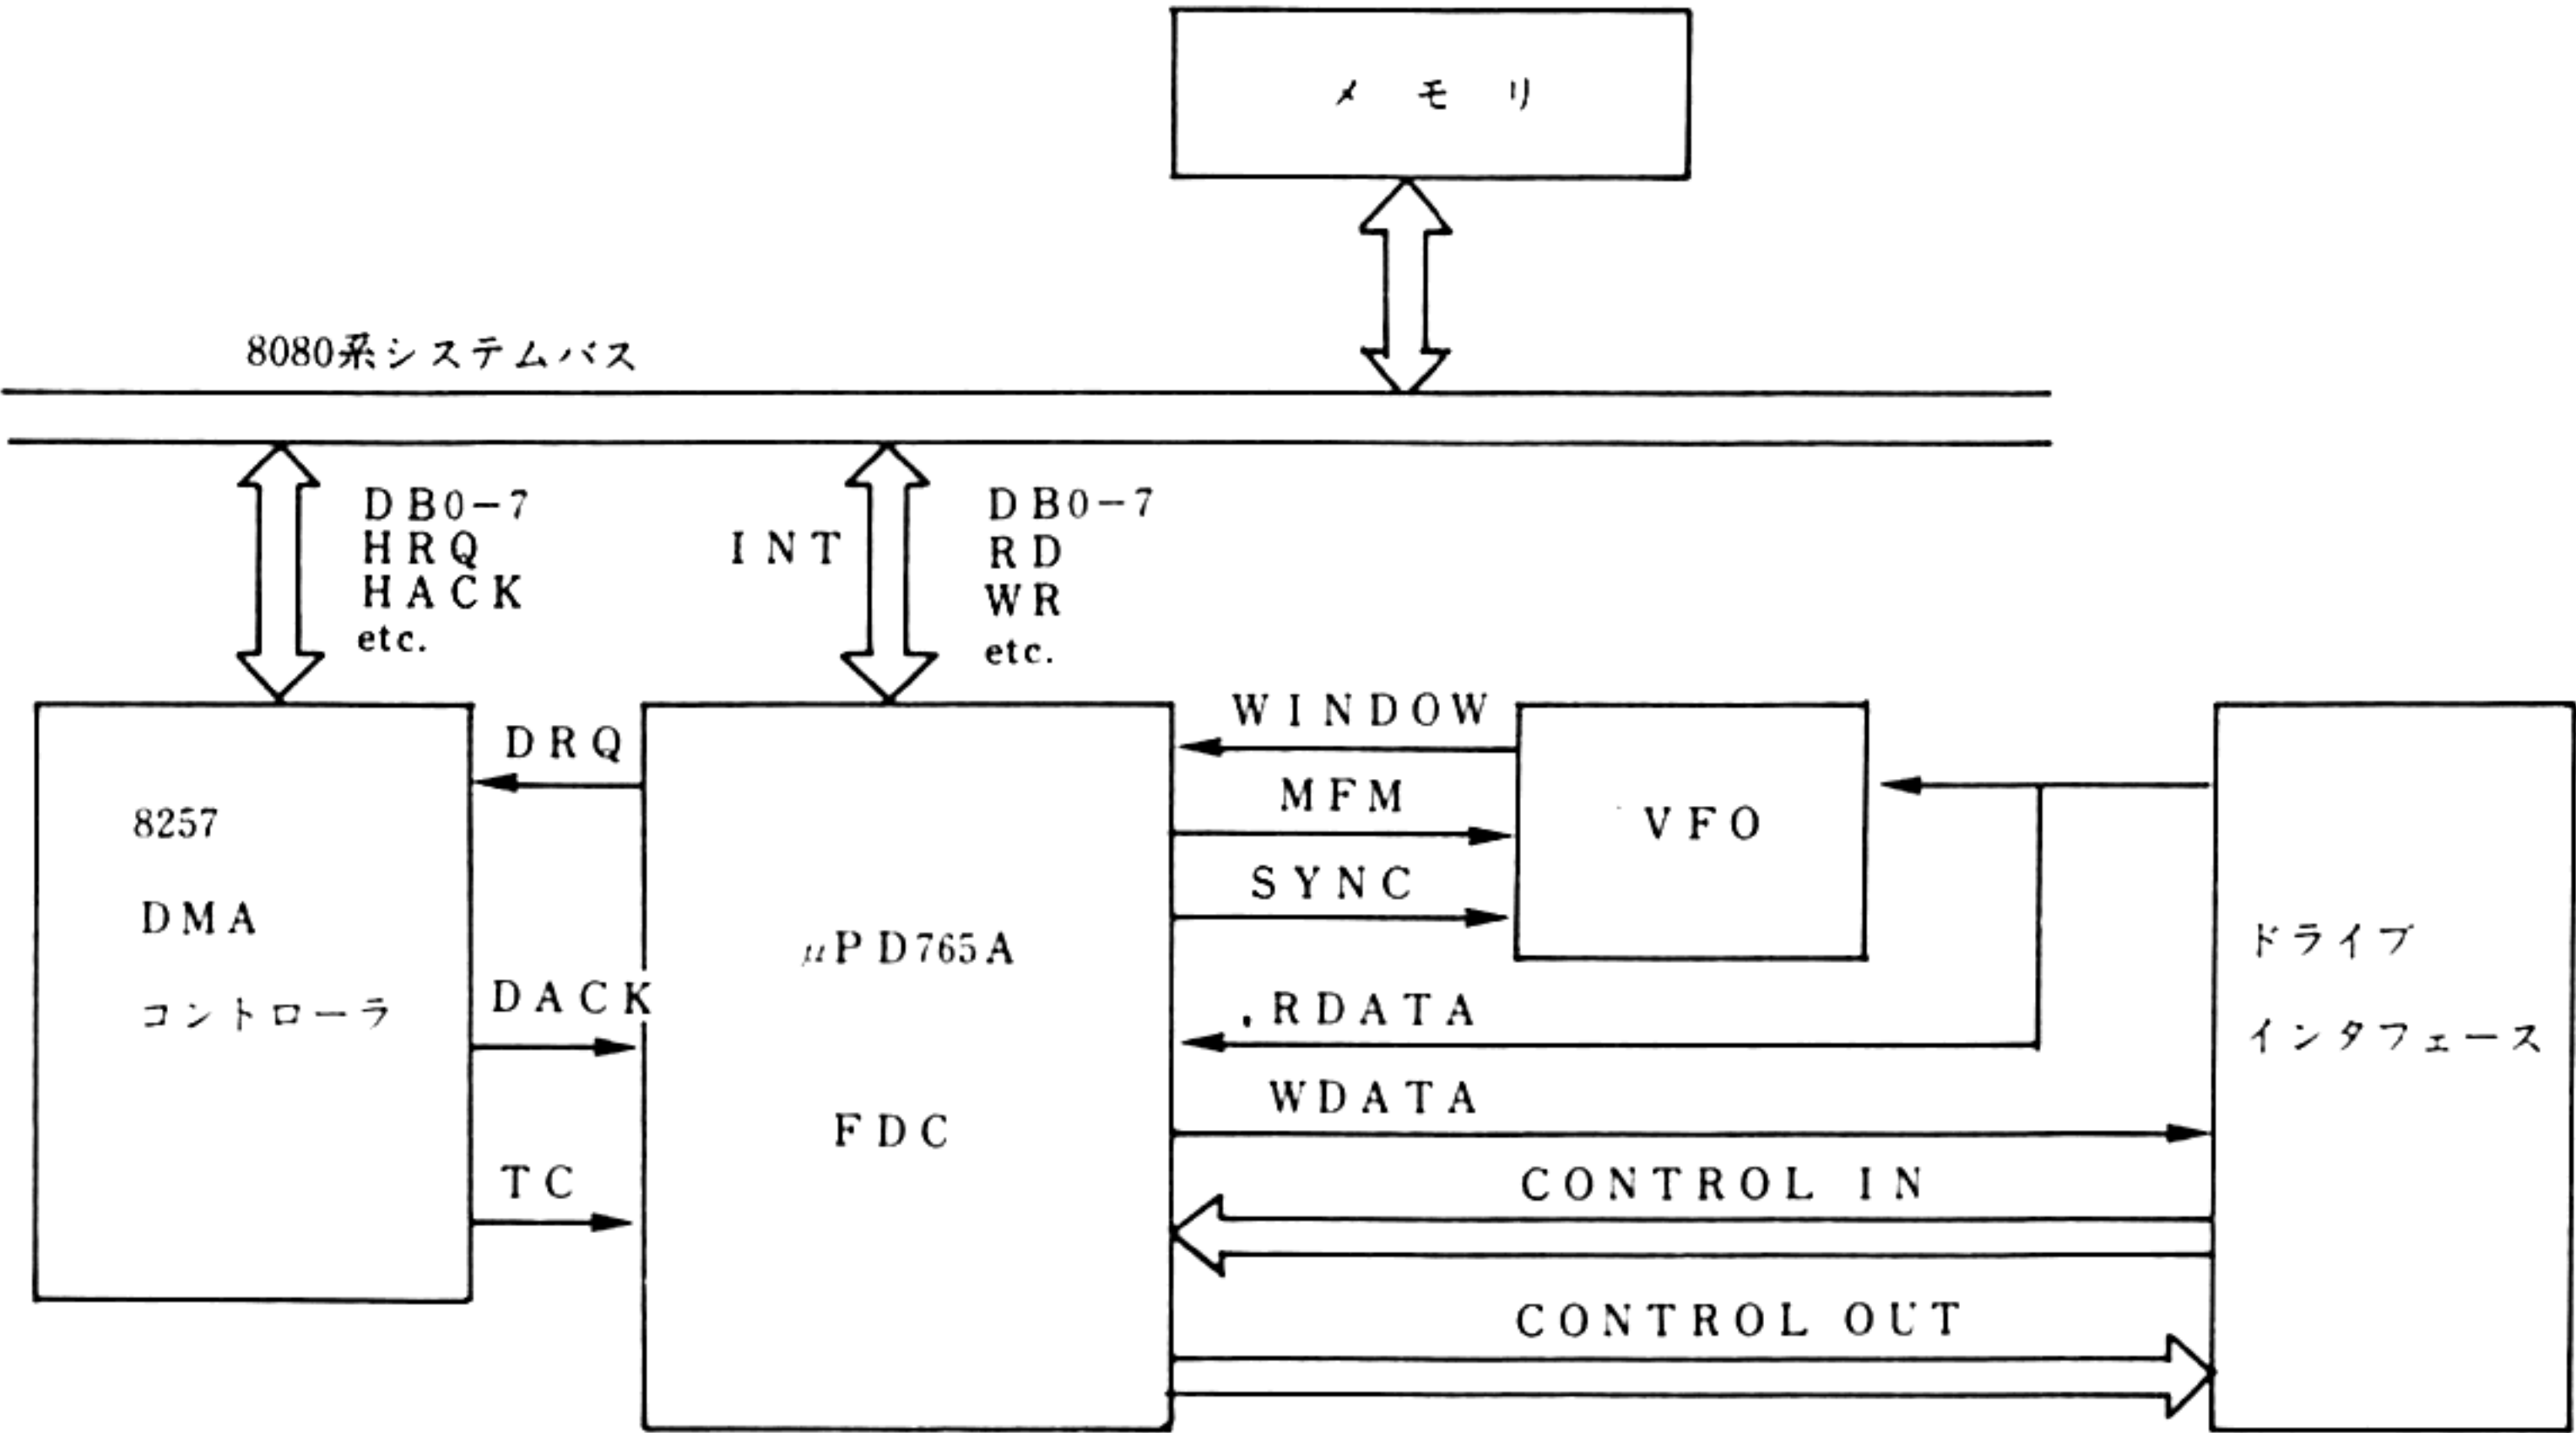 メモリ
8080系システムバス
DB0-7
HRQ
HACK
etc.
INT
DB0-7
RD
WR
etc.
8257
DMA
コントローラ
DRQ
DACK
TC
μPD765A
FDC
WINDOW
MFM
SYNC
VFO
RDATA
WDATA
CONTROL IN
CONTROL OUT
ドライブ
インタフェース